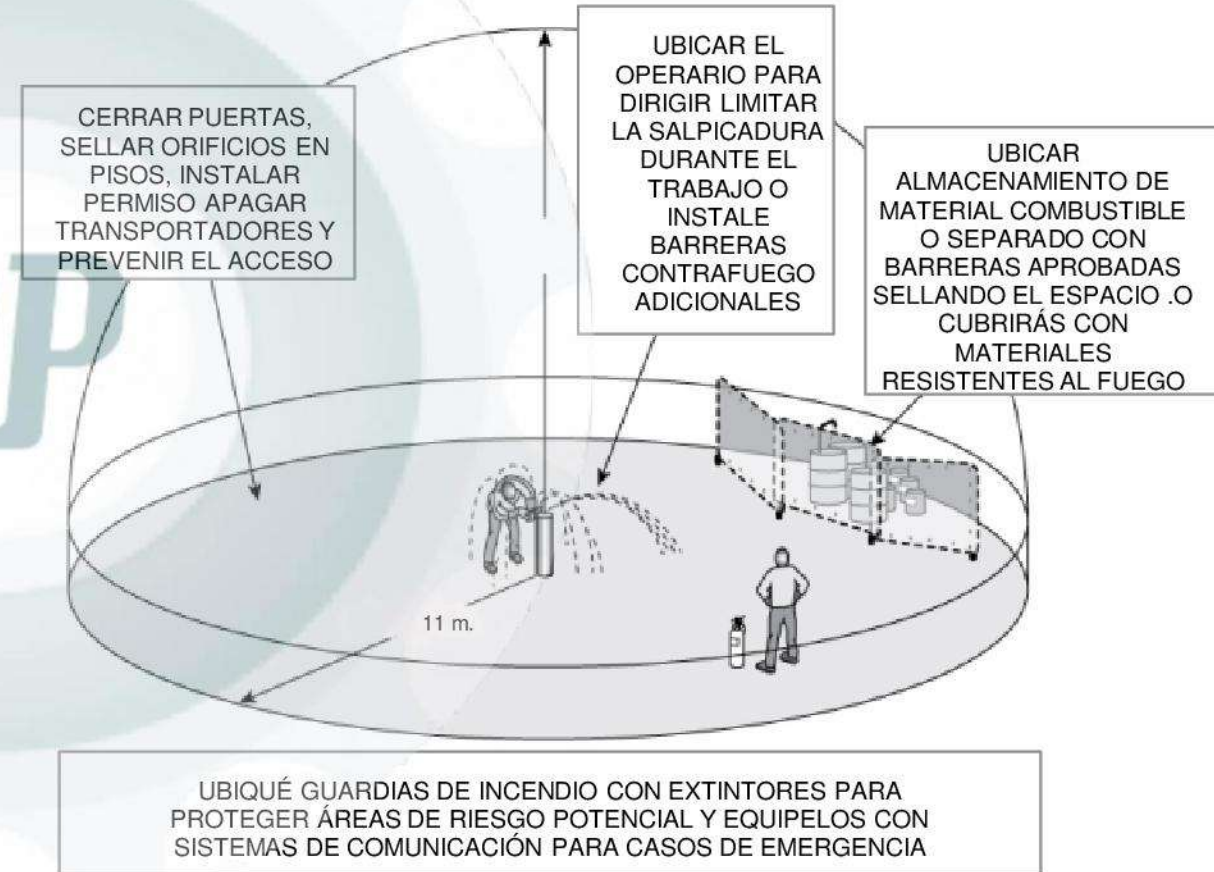 CERRAR PUERTAS,
SELLAR ORIFICIOS EN
PISOS, INSTALAR
PERMISO APAGAR
TRANSPORTADORES Y
PREVENIR EL ACCESO
UBICAR EL
OPERARIO PARA
DIRIGIR LIMITAR
LA SALPICADURA
DURANTE EL
TRABAJO O
INSTALE
BARRERAS
CONTRAFUEGO
ADICIONALES
UBICAR
ALMACENAMIENTO DE
MATERIAL COMBUSTIBLE
O SEPARADO CON
BARRERAS APROBADAS
SELLANDO EL ESPACIO .O
CUBRIRÁS CON
MATERIALES
RESISTENTES AL FUEGO
11 m.
UBIQUÉ GUARDIAS DE INCENDIO CON EXTINTORES PARA
PROTEGER ÁREAS DE RIESGO POTENCIAL Y EQUIPELOS CON
SISTEMAS DE COMUNICACIÓN PARA CASOS DE EMERGENCIA